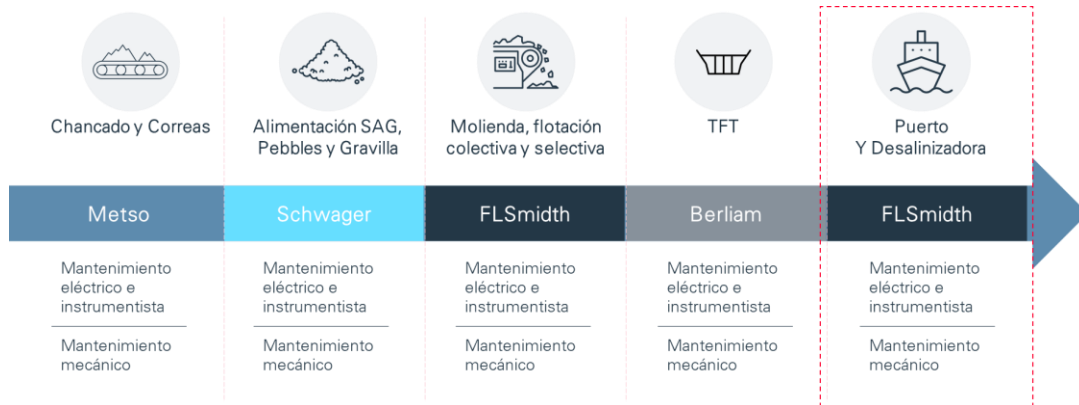 Chancado y Correas
Alimentación SAG,
Pebbles y Gravilla
Molienda, flotación
colectiva y selectiva
TFT
Puerto
Y Desalinizadora
Metso
Schwager
FLSmidth
Berliam
FLSmidth
Mantenimiento
eléctrico e
instrumentista
Mantenimiento
mecánico
Mantenimiento
eléctrico e
instrumentista
Mantenimiento
mecánico
Mantenimiento
eléctrico e
instrumentista
Mantenimiento
mecánico
Mantenimiento
eléctrico e
instrumentista
Mantenimiento
mecánico
Mantenimiento
eléctrico e
instrumentista
Mantenimiento
mecánico